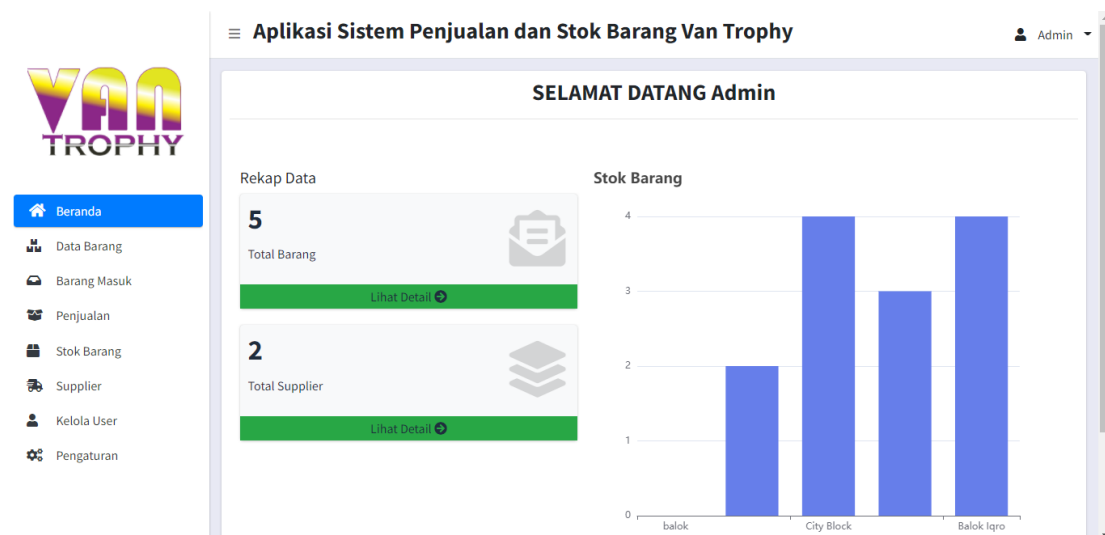 Aplikasi Sistem Penjualan dan Stok Barang Van Trophy
Admin
VAN
TROPHY
Beranda
Data Barang
Barang Masuk
Penjualan
Stok Barang
Supplier
Kelola User
Pengaturan
SELAMAT DATANG Admin
Rekap Data
5
Total Barang
Lihat Detail
2
Total Supplier
Lihat Detail
Stok Barang
4
3
2
1
0
balok
City Block
Balok Iqro